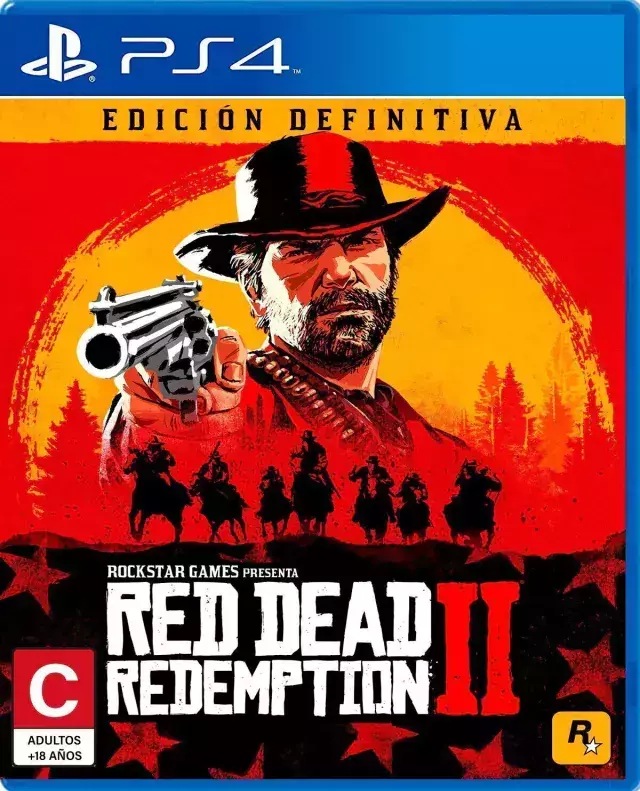 PS4
EDICIÓN DEFINITIVA
ROCKSTAR GAMES PRESENTA
RED DEAD
REDEMPTION II
C
ADULTOS
+18 AÑOS
R